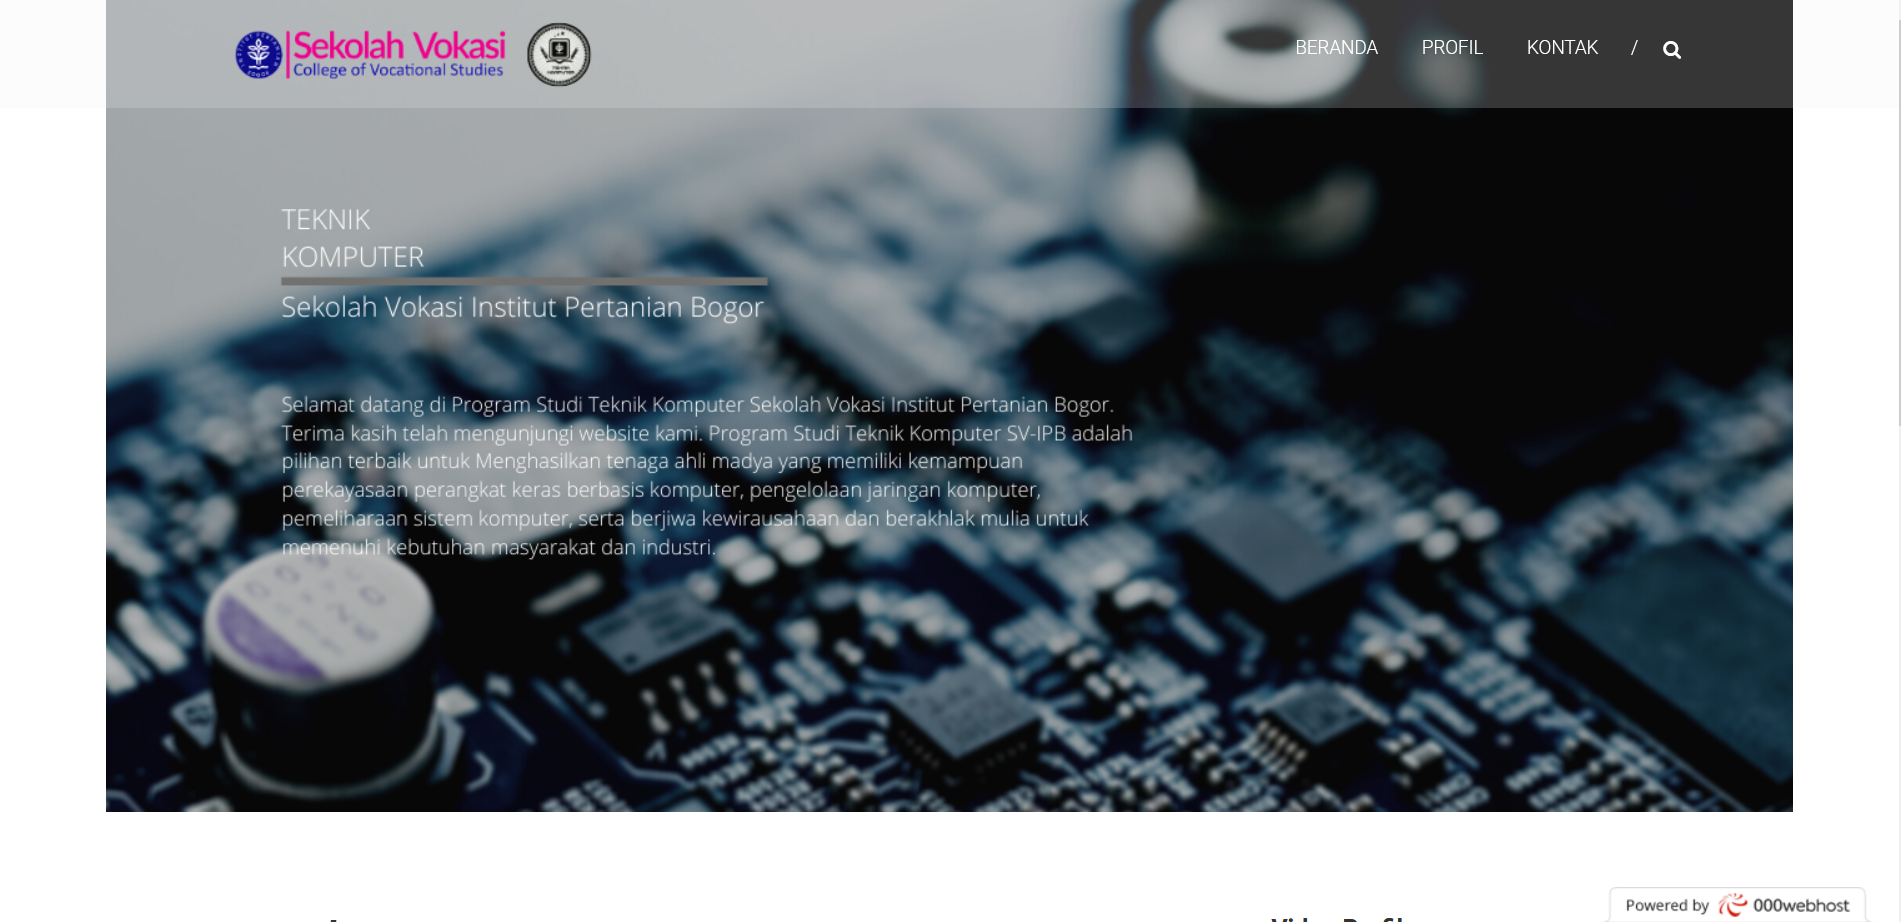 Sekolah Vokasi
College of Vocational Studies
BERANDA PROFIL KONTAK /
TEKNIK
KOMPUTER
Sekolah Vokasi Institut Pertanian Bogor
Selamat datang di Program Studi Teknik Komputer Sekolah Vokasi Institut Pertanian Bogor.
Terima kasih telah mengunjungi website kami. Program Studi Teknik Komputer SV-IPB adalah
pilihan terbaik untuk Menghasilkan tenaga ahli madya yang memiliki kemampuan
perekayasaan perangkat keras berbasis komputer, pengelolaan jaringan komputer,
pemeliharaan sistem komputer, serta berjiwa kewirausahaan dan berakhlak mulia untuk
memenuhi kebutuhan masyarakat dan industri.
Powered by 000webhost